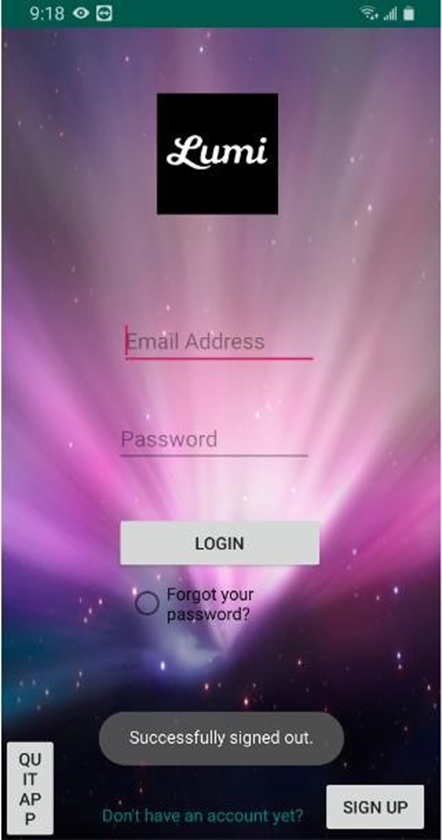 9:18
Lumi
Email Address
Password
LOGIN
Forgot your
password?
Successfully signed out.
QU
IT
AP
P
Don't have an account yet?
SIGN UP